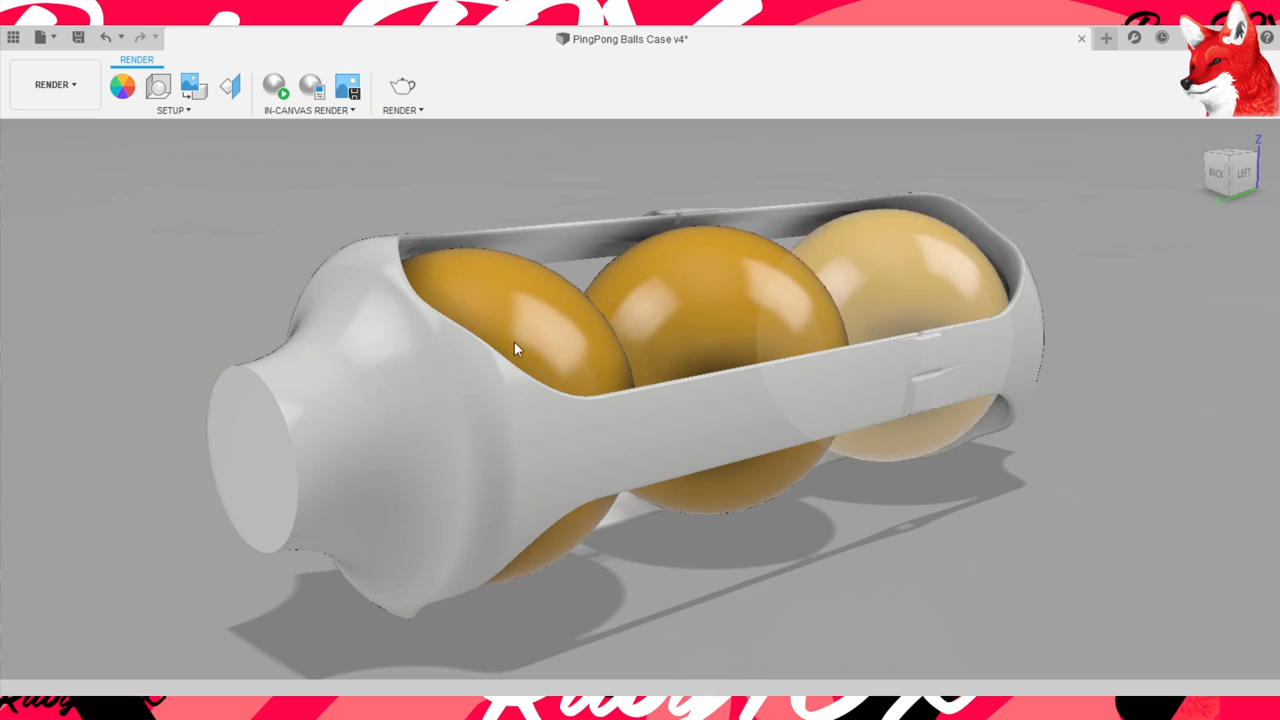 PingPong Balls Case v4*
RENDER
RENDER
SETUP
IN-CANVAS RENDER
RENDER
Z
BACK
LEFT